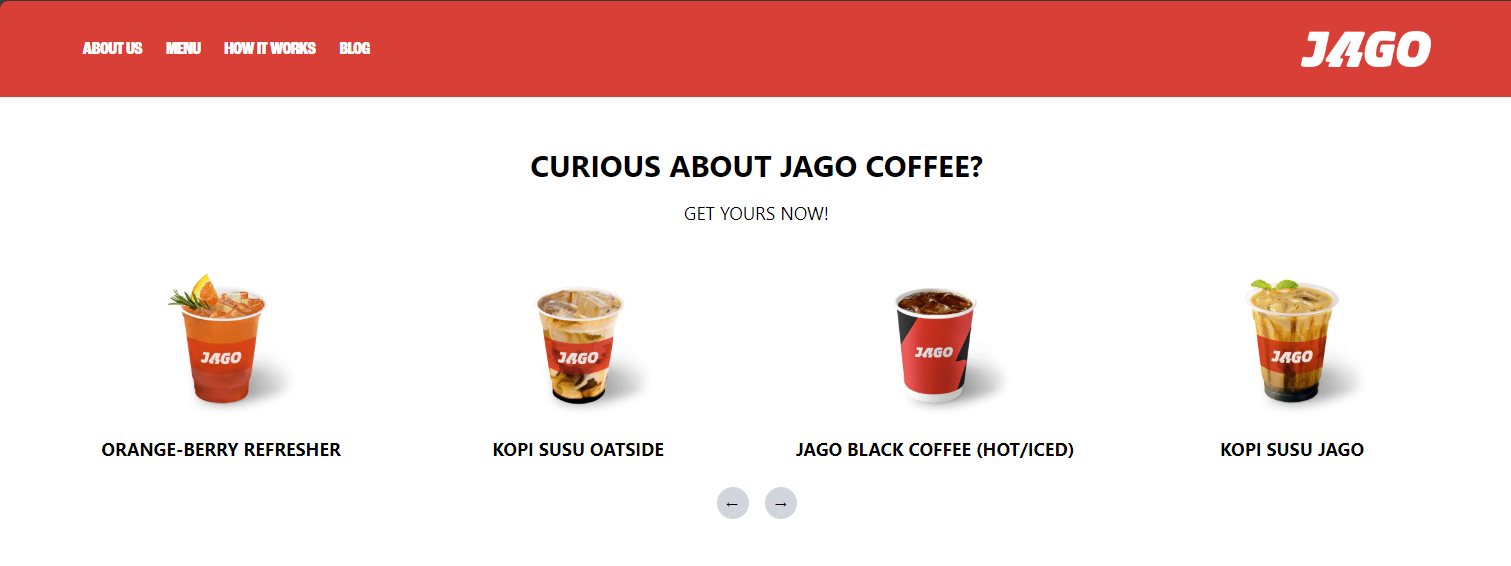 ABOUT US MENU HOW IT WORKS BLOG JAGO
CURIOUS ABOUT JAGO COFFEE?
GET YOURS NOW!
JAGO JAGO JAGO JAGO
ORANGE-BERRY REFRESHER KOPI SUSU OATSIDE JAGO BLACK COFFEE (HOT/ICED) KOPI SUSU JAGO
← →